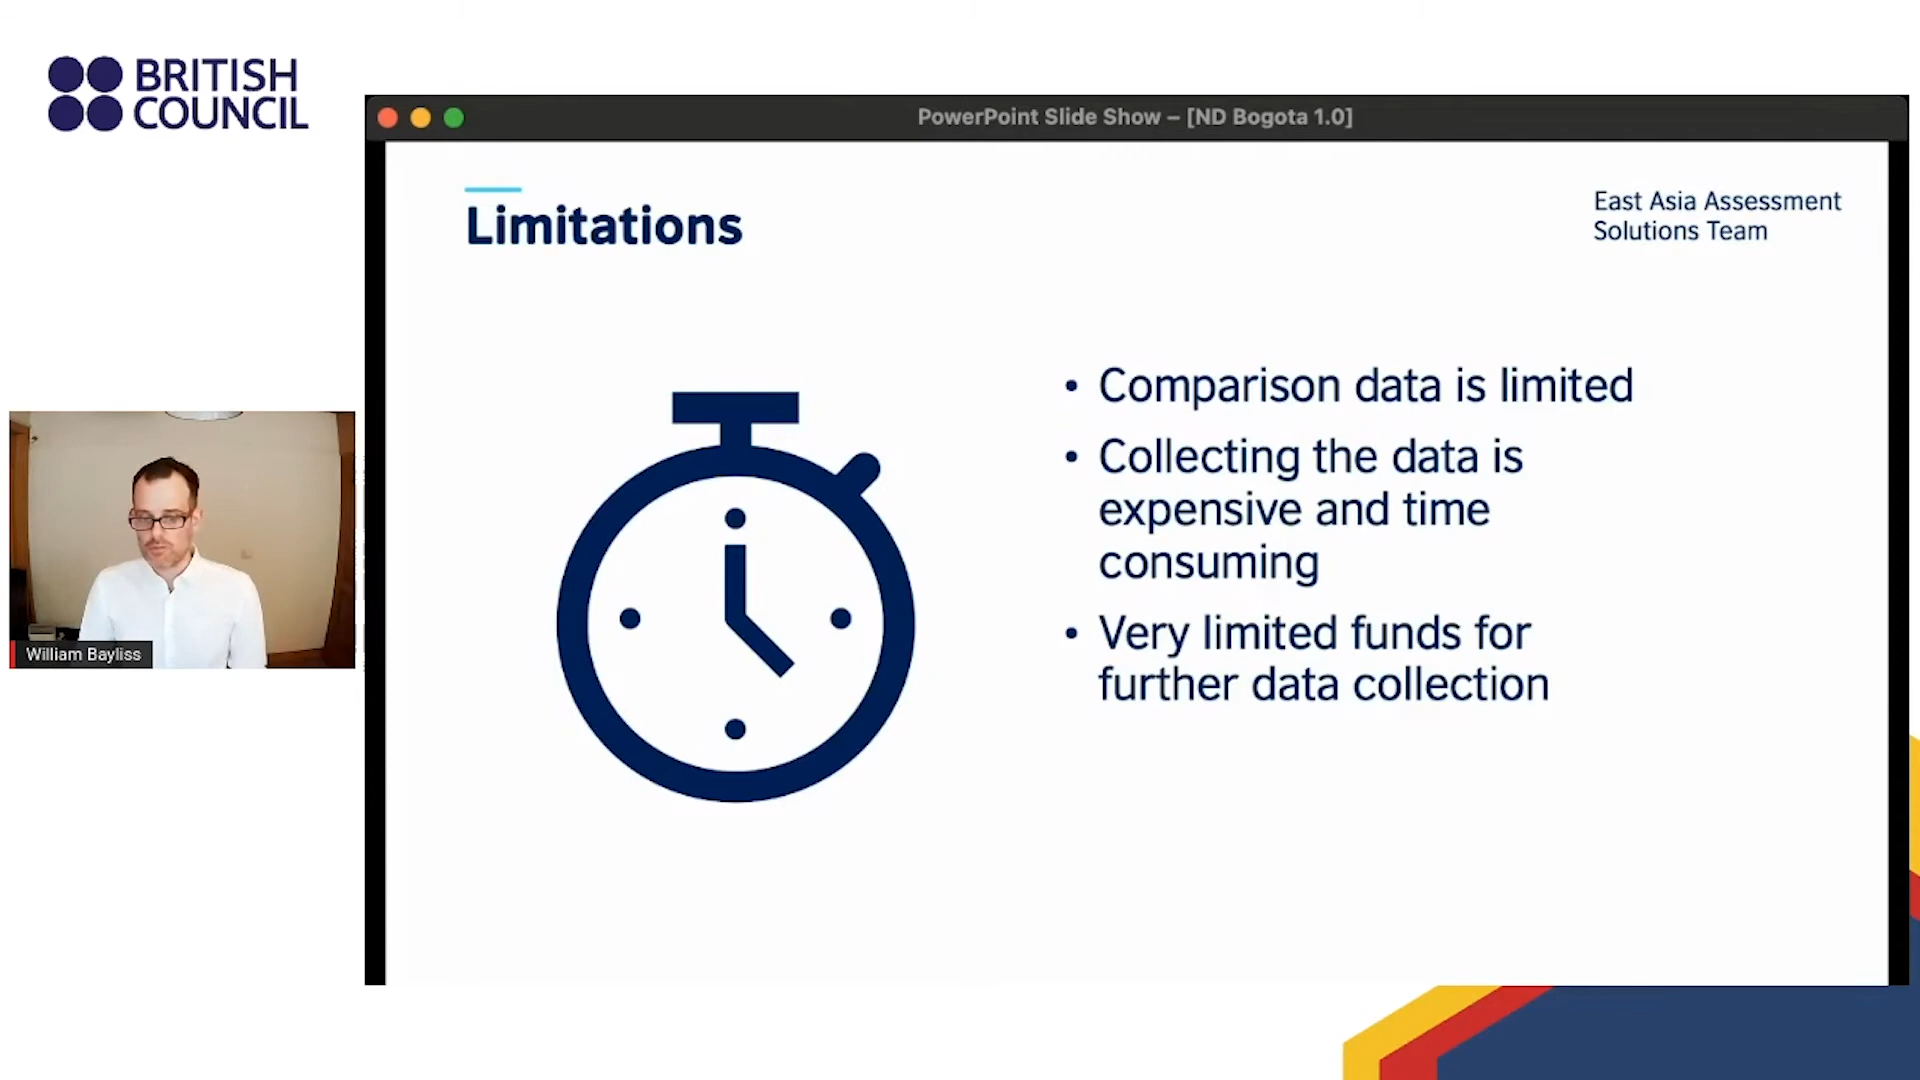 BRITISH
COUNCIL
PowerPoint Slide Show – [ND Bogota 1.0]
Limitations
East Asia Assessment
Solutions Team
• Comparison data is limited
• Collecting the data is
expensive and time
consuming
• Very limited funds for
further data collection
William Bayliss